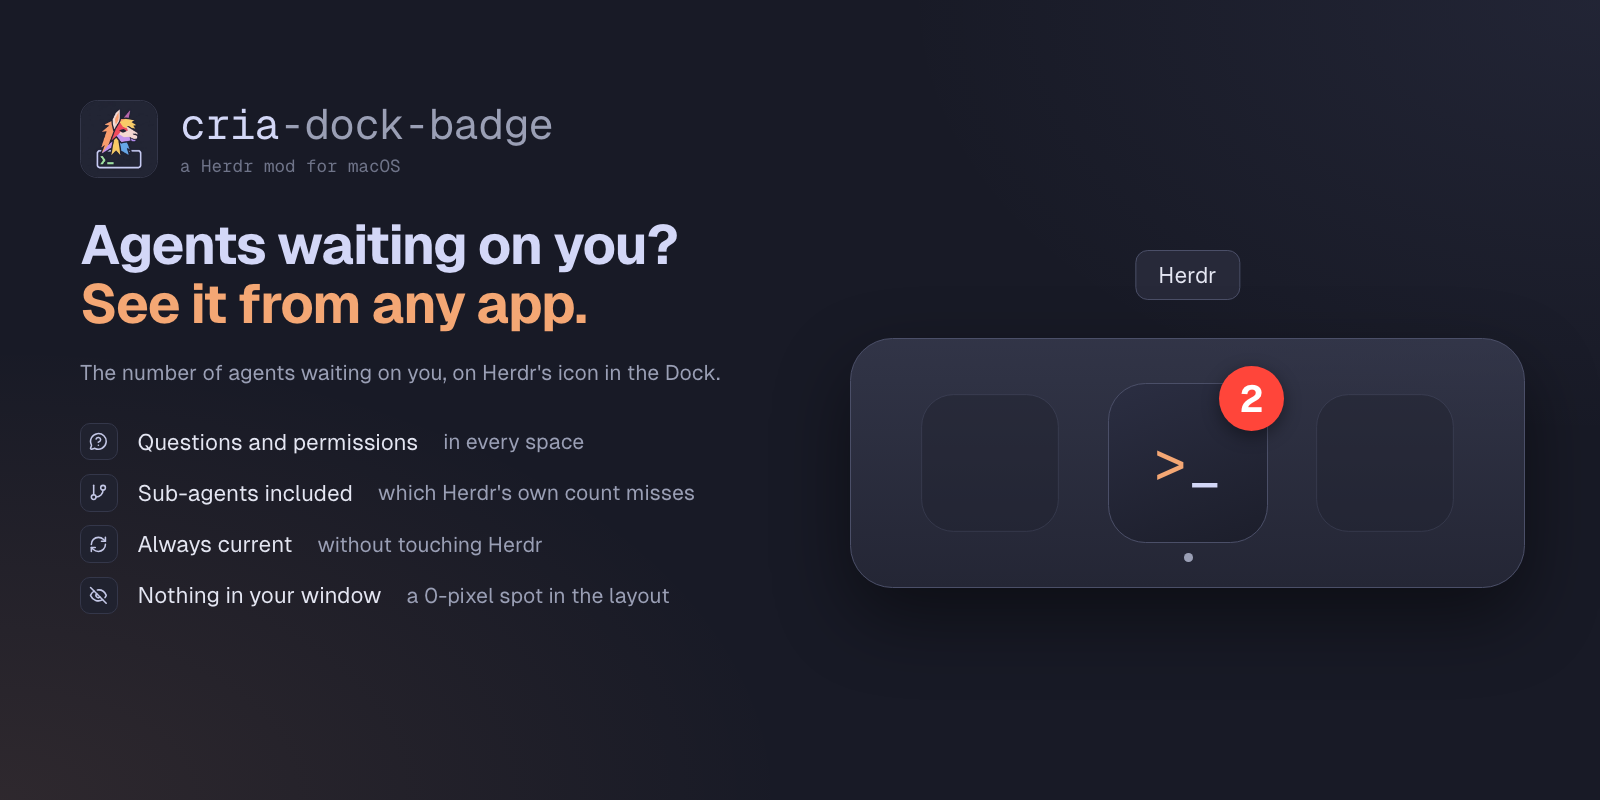 cria-dock-badge
a Herdr mod for macOS
Agents waiting on you?
See it from any app.
The number of agents waiting on you, on Herdr's icon in the Dock.
Questions and permissions in every space
Sub-agents included which Herdr's own count misses
Always current without touching Herdr
Nothing in your window a 0-pixel spot in the layout
Herdr
2
>_